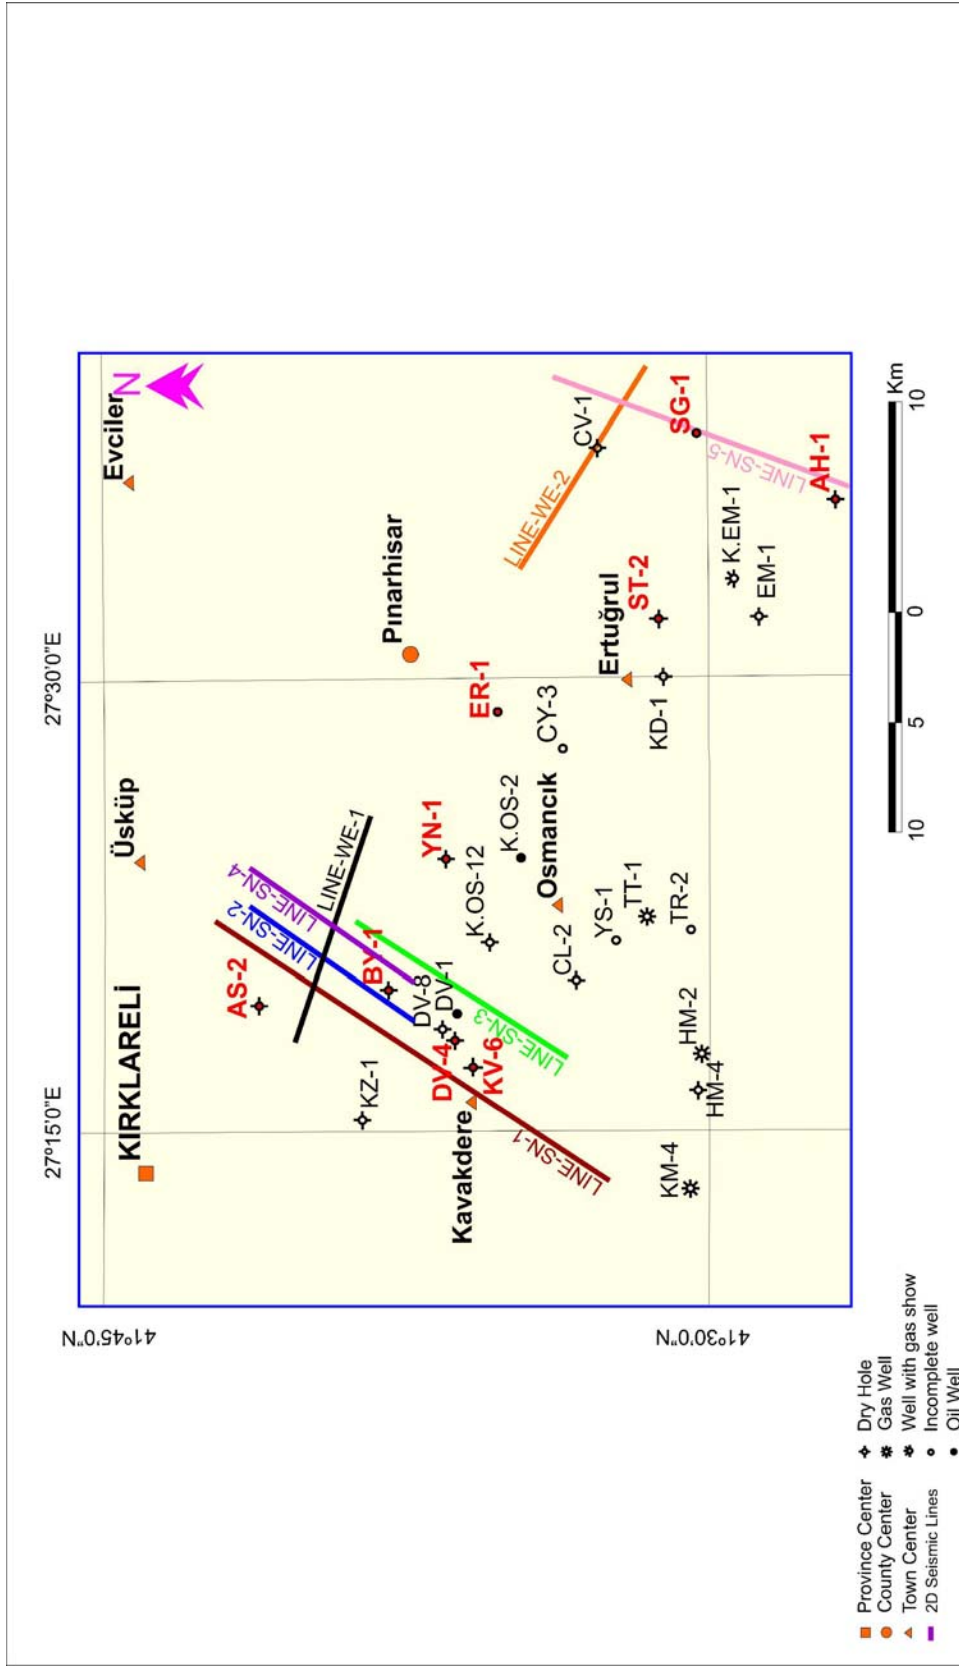 27°15'0"E
27°30'0"E
41°45'0"N
41°30'0"N
N
KIRKLARELİ
Üsküp
Evciler
AS-2
LINE-SN-2
LINE-SN-4
LINE-WE-1
KZ-1
BY-1
Pınarhisar
DV-8
DV-1
YN-1
DV-4
K.OS-12
KV-6
Kavakdere
K.OS-2
ER-1
LINE-SN-3
LINE-WE-2
LINE-SN-1
CL-2
Osmancık
CY-3
CV-1
YS-1
Ertuğrul
TT-1
ST-2
KM-4
HM-4
HM-2
TR-2
KD-1
SG-1
K.EM-1
LINE-SN-5
EM-1
AH-1
Province Center
County Center
Town Center
2D Seismic Lines
Dry Hole
Gas Well
Well with gas show
Incomplete well
Oil Well
10
5
0
10
Km